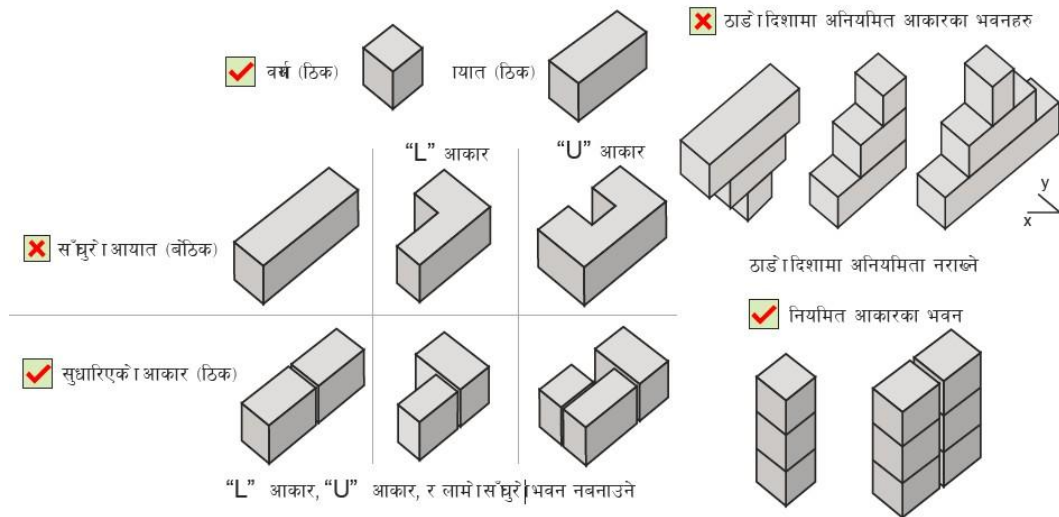 वर्ग (ठिक)
ायात (ठिक)
"L" आकार
"U" आकार
साँघुरो आयात (बेठिक)
सुधारिएको आकार (ठिक)
"L" आकार, "U" आकार, र लामो साँघुरो भवन नबनाउने
ठाडो दिशामा अनियमित आकारका भवनहरु
y
x
ठाडो दिशामा अनियमिता नराख्ने
नियमित आकारका भवन